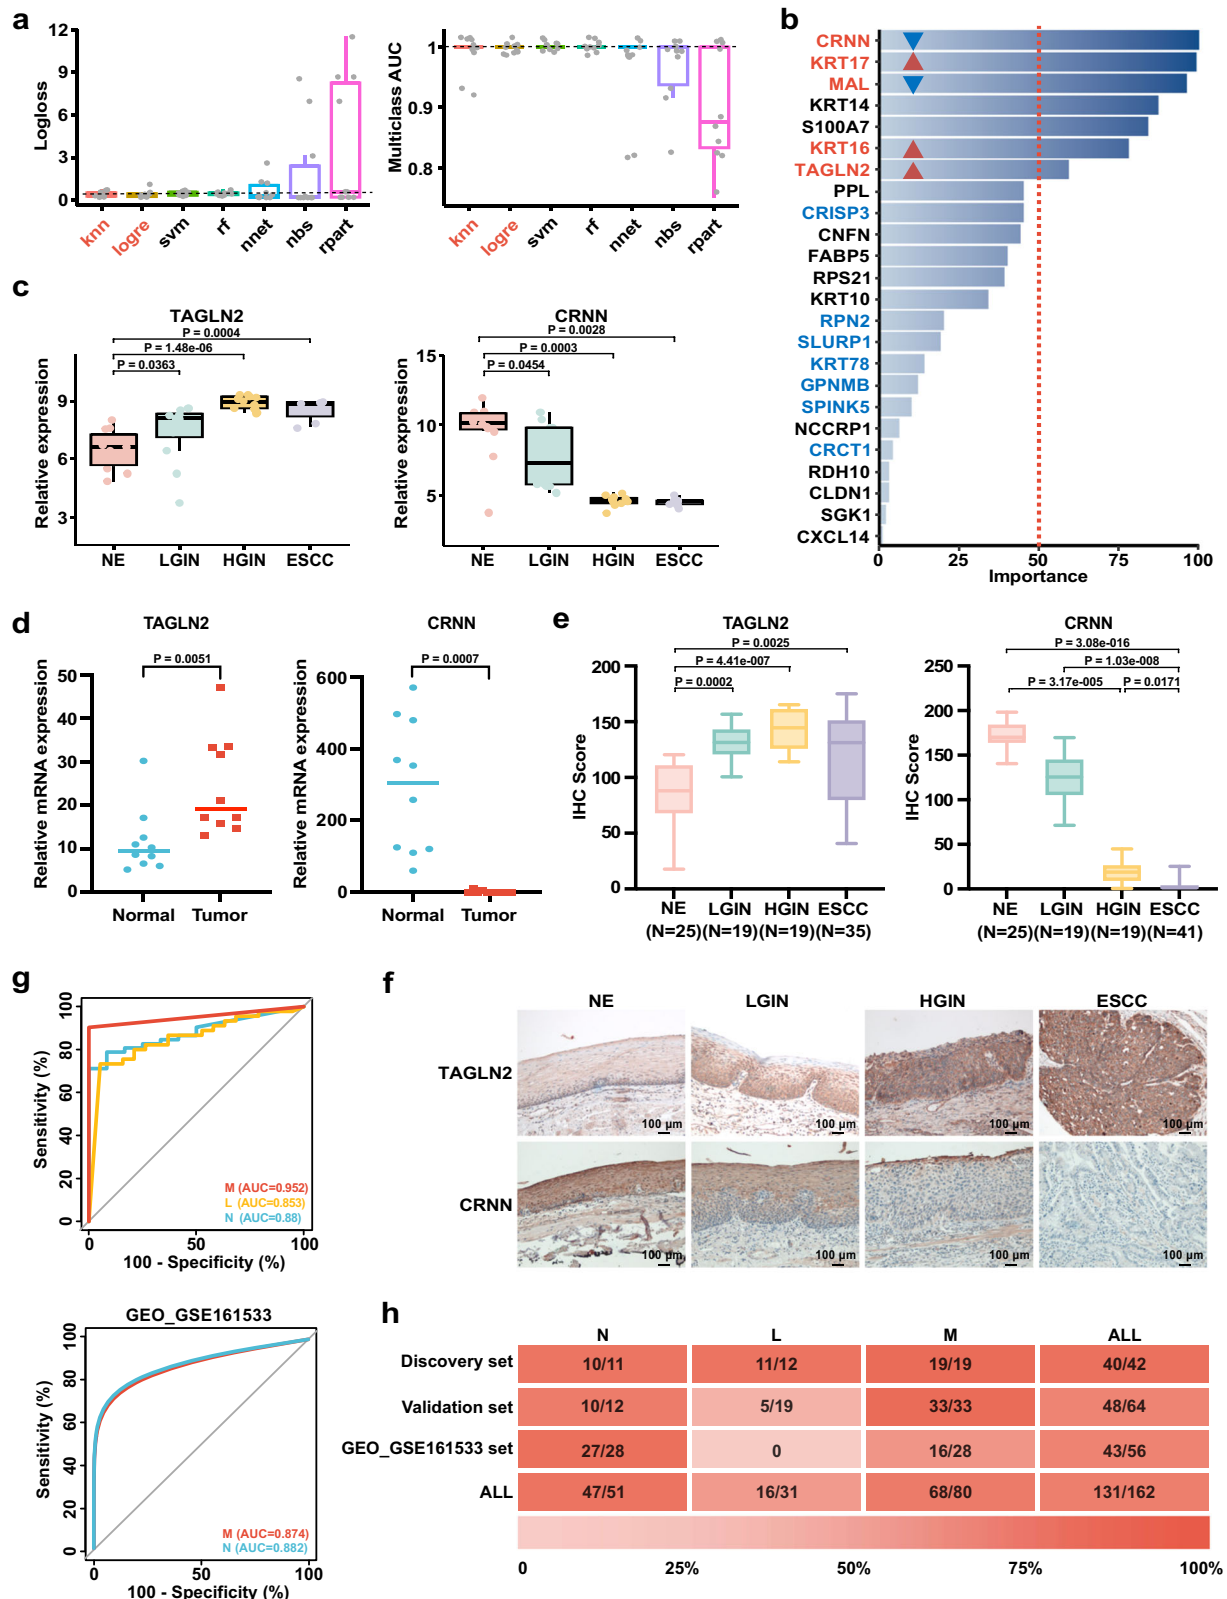 a
Logloss
12
9
6
3
0
knn
logre
svm
rf
nnet
nbs
rpart
Multiclass AUC
1
0.9
0.8
knn
logre
svm
rf
nnet
nbs
rpart
b
CRNN
KRT17
MAL
KRT14
S100A7
KRT16
TAGLN2
PPL
CRISP3
CNFN
FABP5
RPS21
KRT10
RPN2
SLURP1
KRT78
GPNMB
SPINK5
NCCRP1
CRCT1
RDH10
CLDN1
SGK1
CXCL14
0 25 50 75 100
Importance
c
TAGLN2
P = 0.0004
P = 1.48e-06
P = 0.0363
Relative expression
9
6
3
NE LGIN HGIN ESCC
CRNN
P = 0.0028
P = 0.0003
P = 0.0454
Relative expression
15
10
5
NE LGIN HGIN ESCC
d
TAGLN2
P = 0.0051
Relative mRNA expression
50
40
30
20
10
0
Normal Tumor
CRNN
P = 0.0007
Relative mRNA expression
600
400
200
0
Normal Tumor
e
TAGLN2
P = 0.0025
P = 4.41e-007
P = 0.0002
IHC Score
200
150
100
50
0
NE LGIN HGIN ESCC
(N=25) (N=19) (N=19) (N=35)
CRNN
P = 3.08e-016
P = 1.03e-008
P = 3.17e-005 P = 0.0171
IHC Score
250
200
150
100
50
0
NE LGIN HGIN ESCC
(N=25) (N=19) (N=19) (N=41)
g
Sensitivity (%)
100
80
60
40
20
0
M (AUC=0.952)
L (AUC=0.853)
N (AUC=0.88)
0 50 100
100 - Specificity (%)
GEO_GSE161533
Sensitivity (%)
100
80
60
40
20
0
M (AUC=0.874)
N (AUC=0.882)
0 50 100
100 - Specificity (%)
f
NE LGIN HGIN ESCC
TAGLN2
100 μm 100 μm 100 μm 100 μm
CRNN
100 μm 100 μm 100 μm 100 μm
h
N L M ALL
Discovery set 10/11 11/12 19/19 40/42
Validation set 10/12 5/19 33/33 48/64
GEO_GSE161533 set 27/28 0 16/28 43/56
ALL 47/51 16/31 68/80 131/162
0 25% 50% 75% 100%